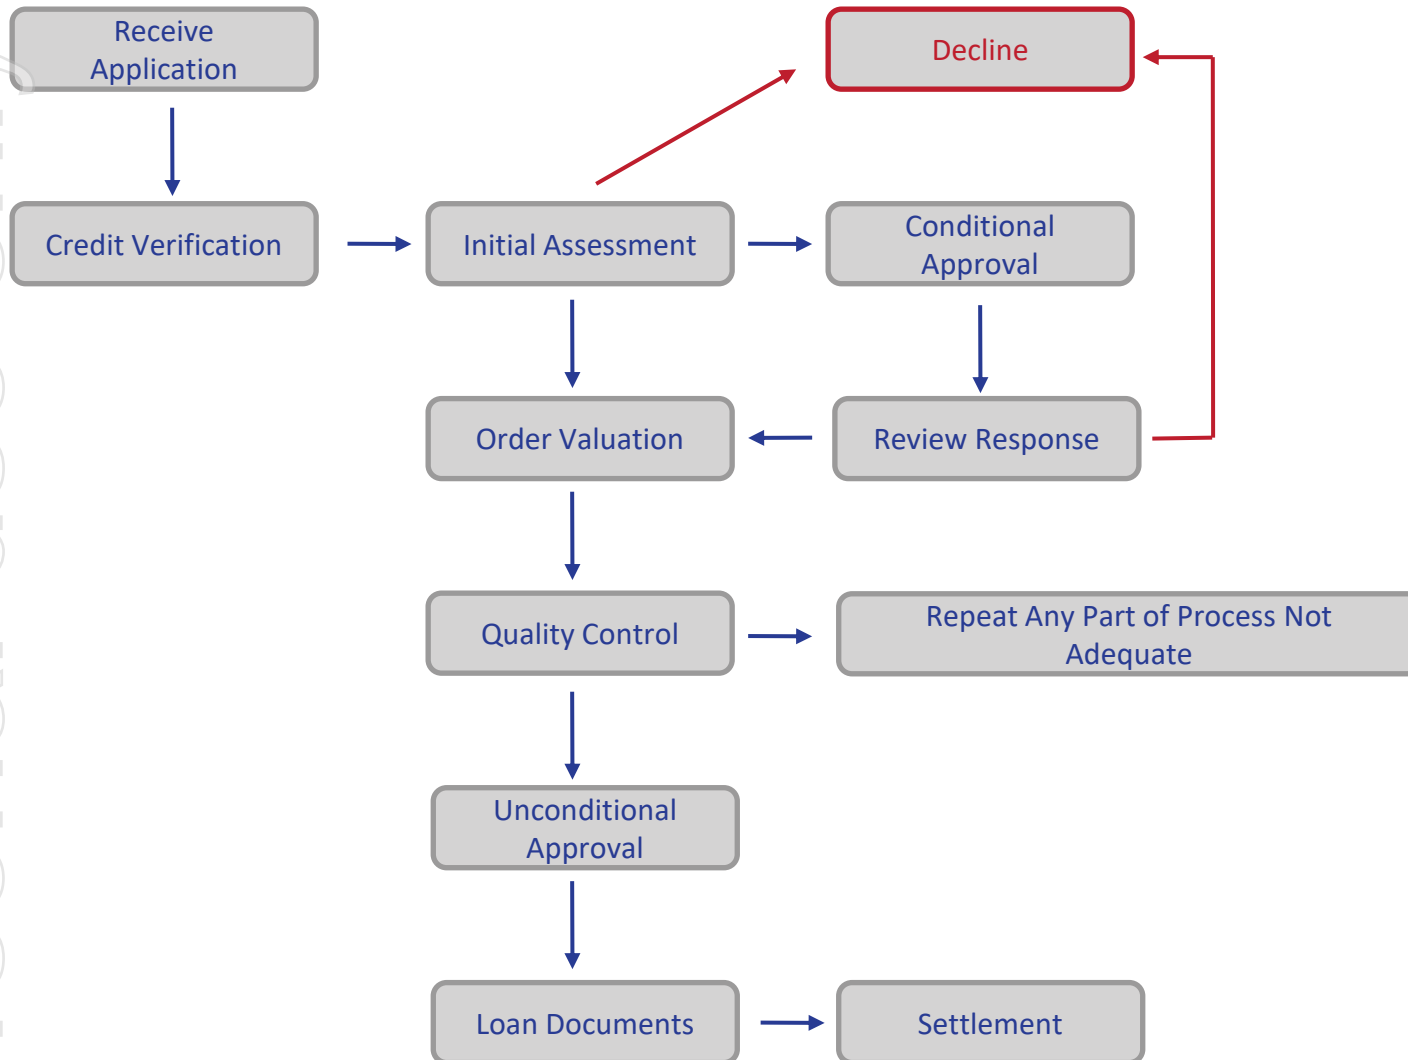 Receive
Application
Decline
Credit Verification
Initial Assessment
Conditional
Approval
Order Valuation
Review Response
Quality Control
Repeat Any Part of Process Not
Adequate
Unconditional
Approval
Loan Documents
Settlement